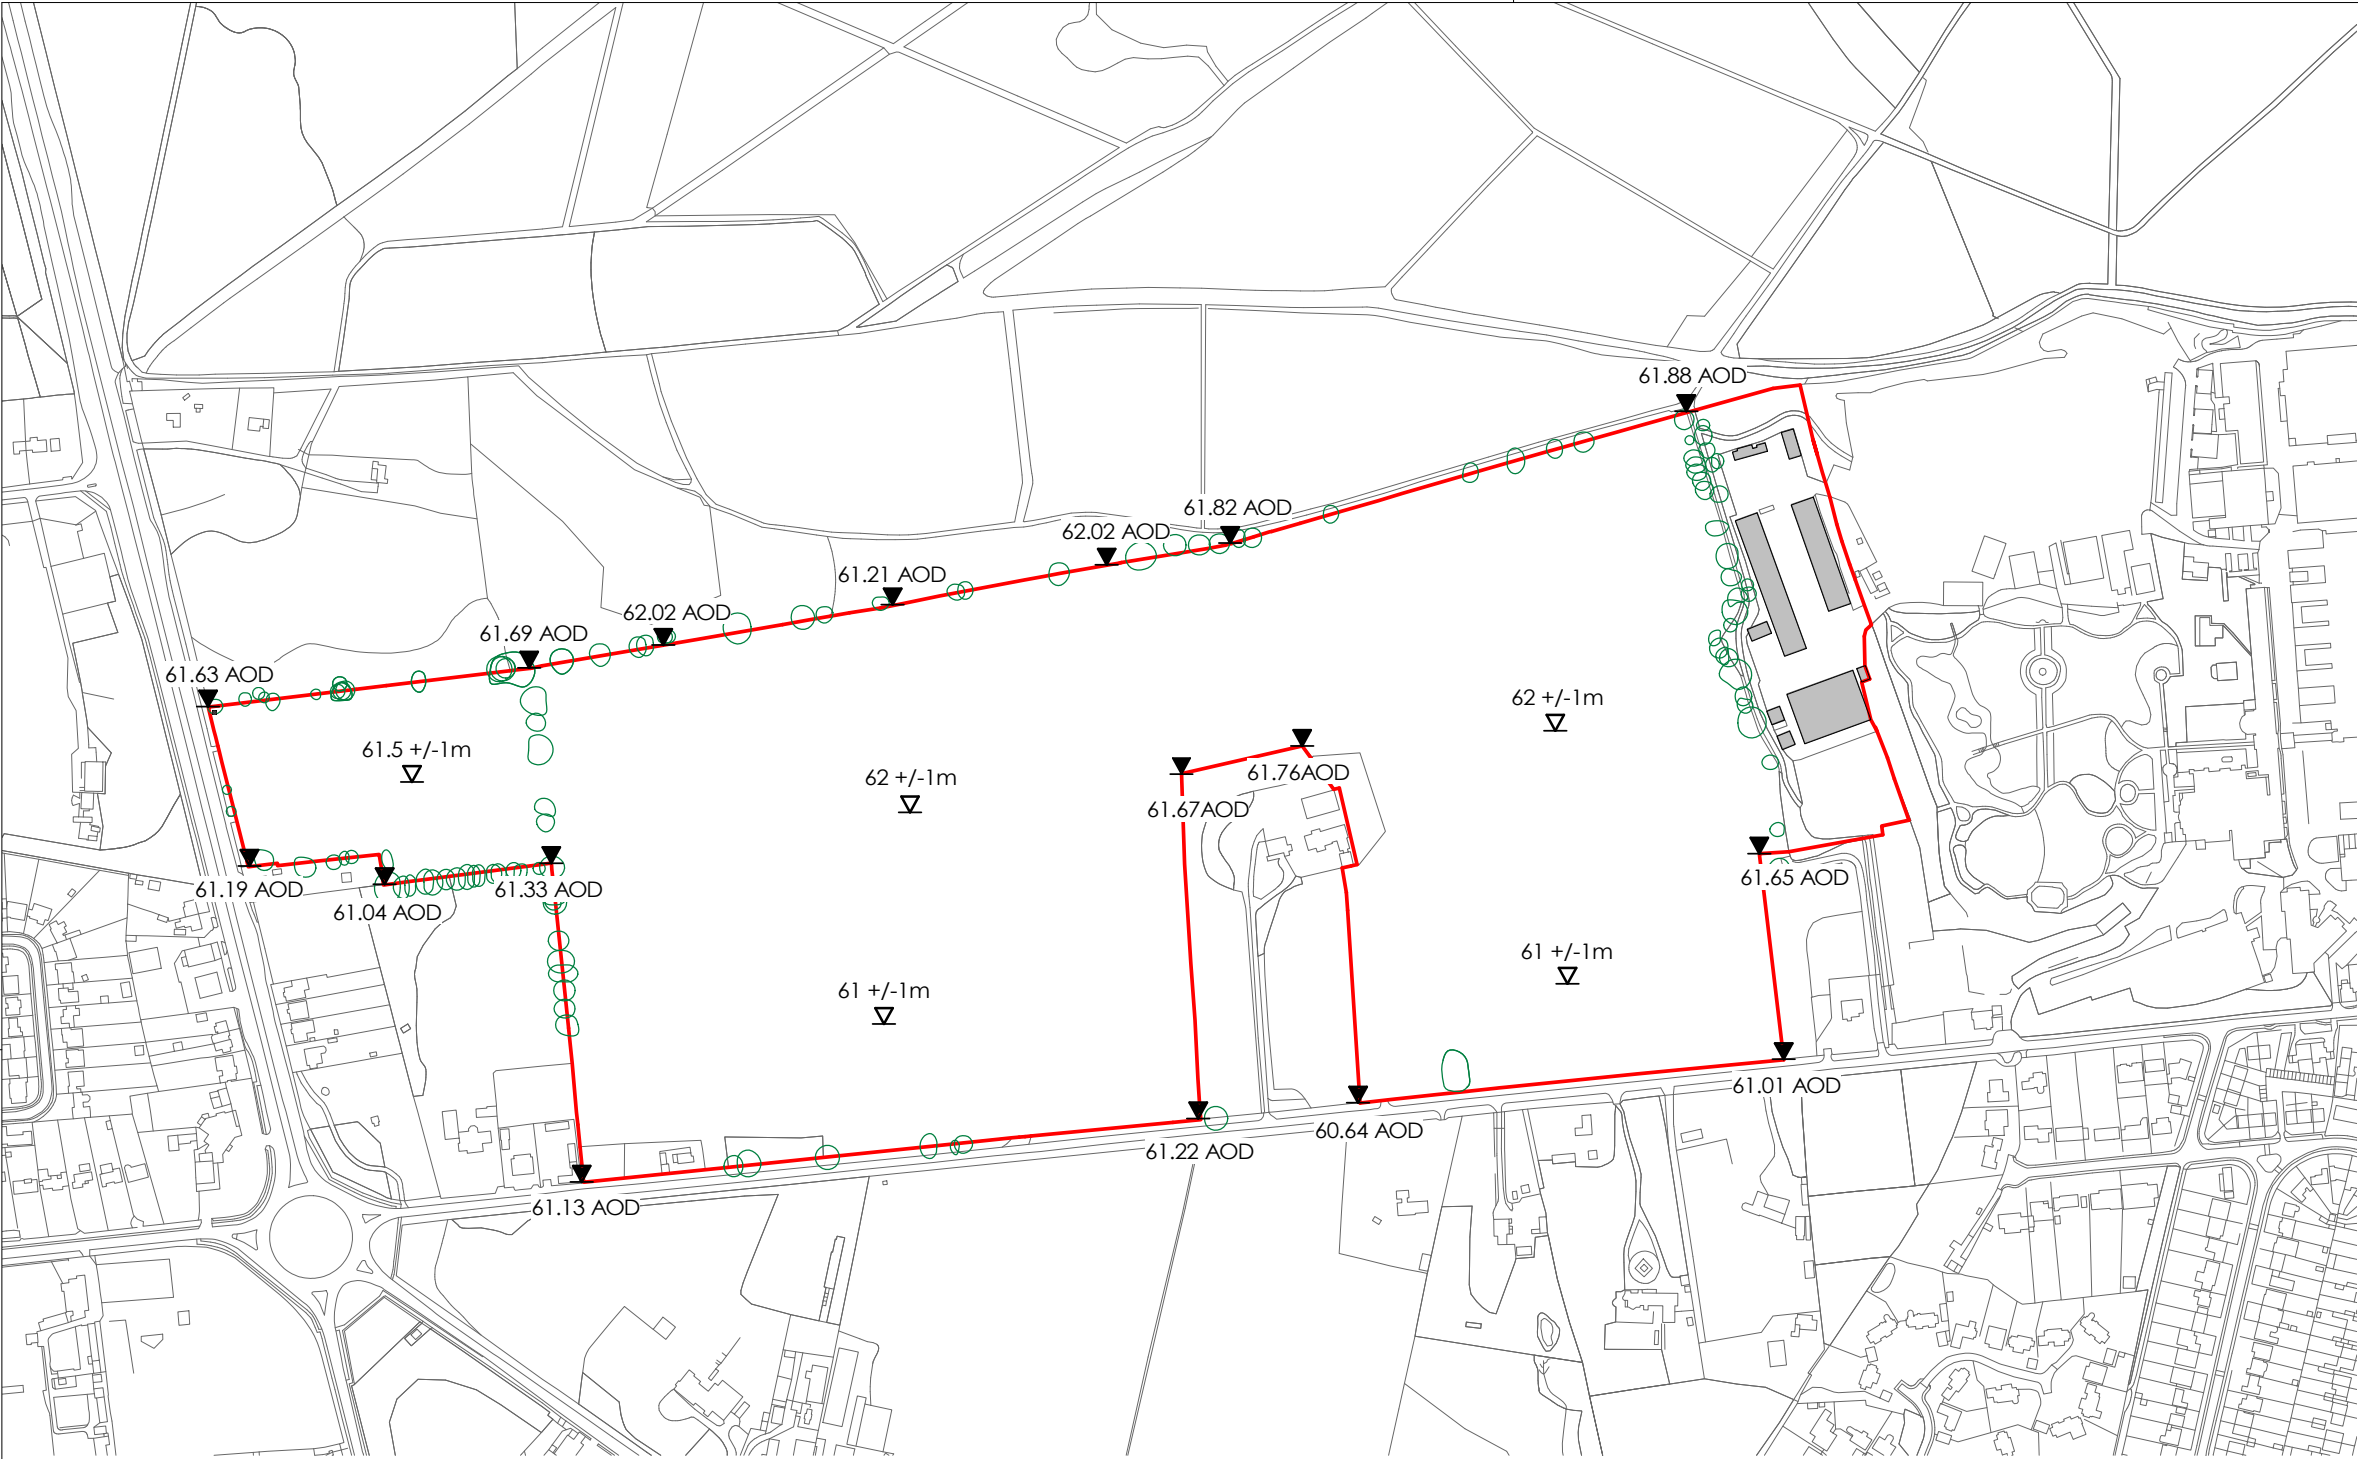 61.88 AOD
61.82 AOD
62.02 AOD
61.21 AOD
62.02 AOD
61.69 AOD
61.63 AOD
62 +/-1m
61.5 +/-1m
62 +/-1m
61.76AOD
61.67AOD
61.65 AOD
61.19 AOD
61.33 AOD
61.04 AOD
61 +/-1m
61 +/-1m
61.01 AOD
60.64 AOD
61.22 AOD
61.13 AOD